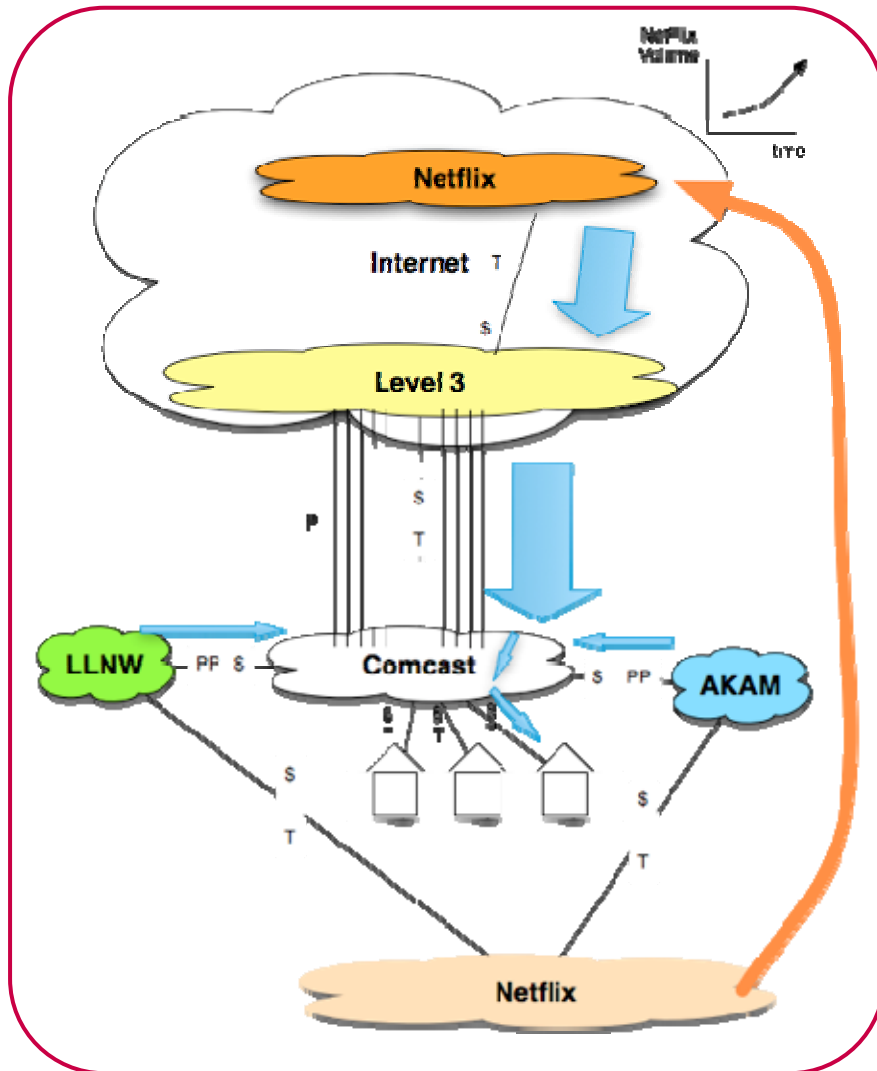 NetFlix
Volume
time
Netflix
Internet T
$
Level 3
$
P
T
LLNW PP $ Comcast $ PP AKAM
$
T
T
$
$
T
T
Netflix